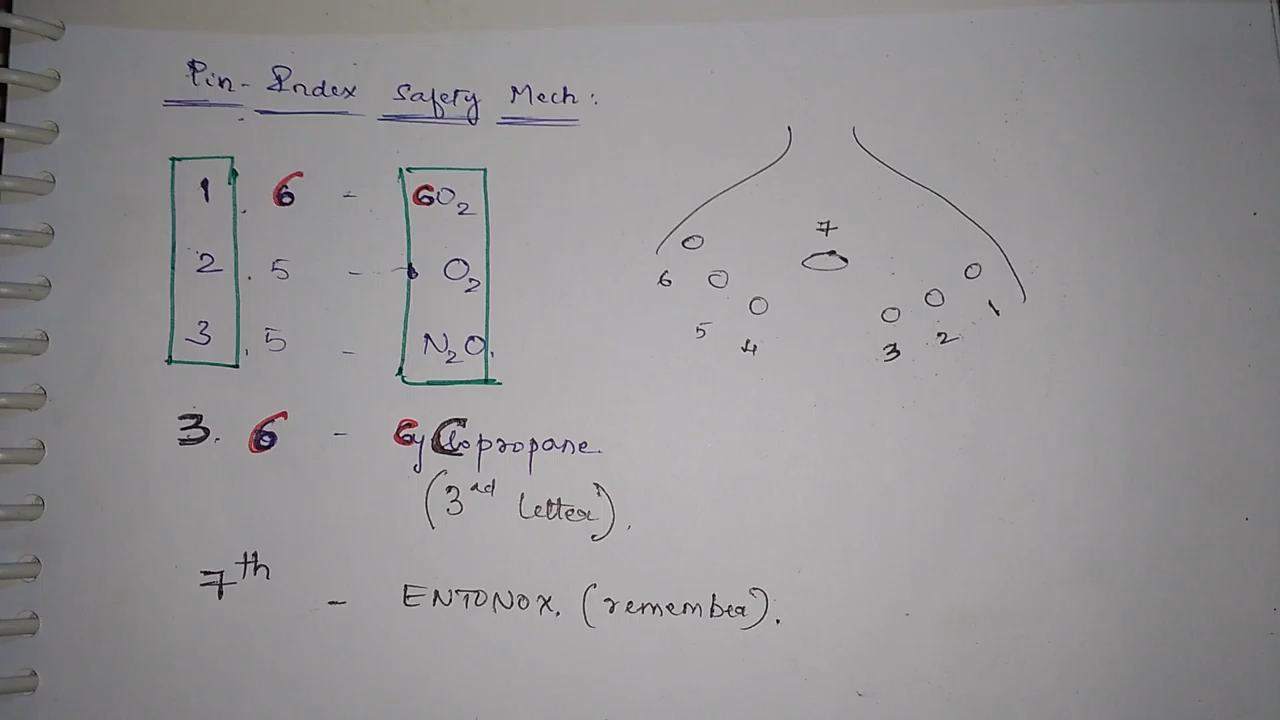 Pin-Index Safety Mech:
1. 6 - CO2
2. 5 - O2
3. 5 - N2O.
3. 6 - Cyclopropane.
(3rd letter).
7th - ENTONOX. (remember).
7
6
5
4
3
2
1